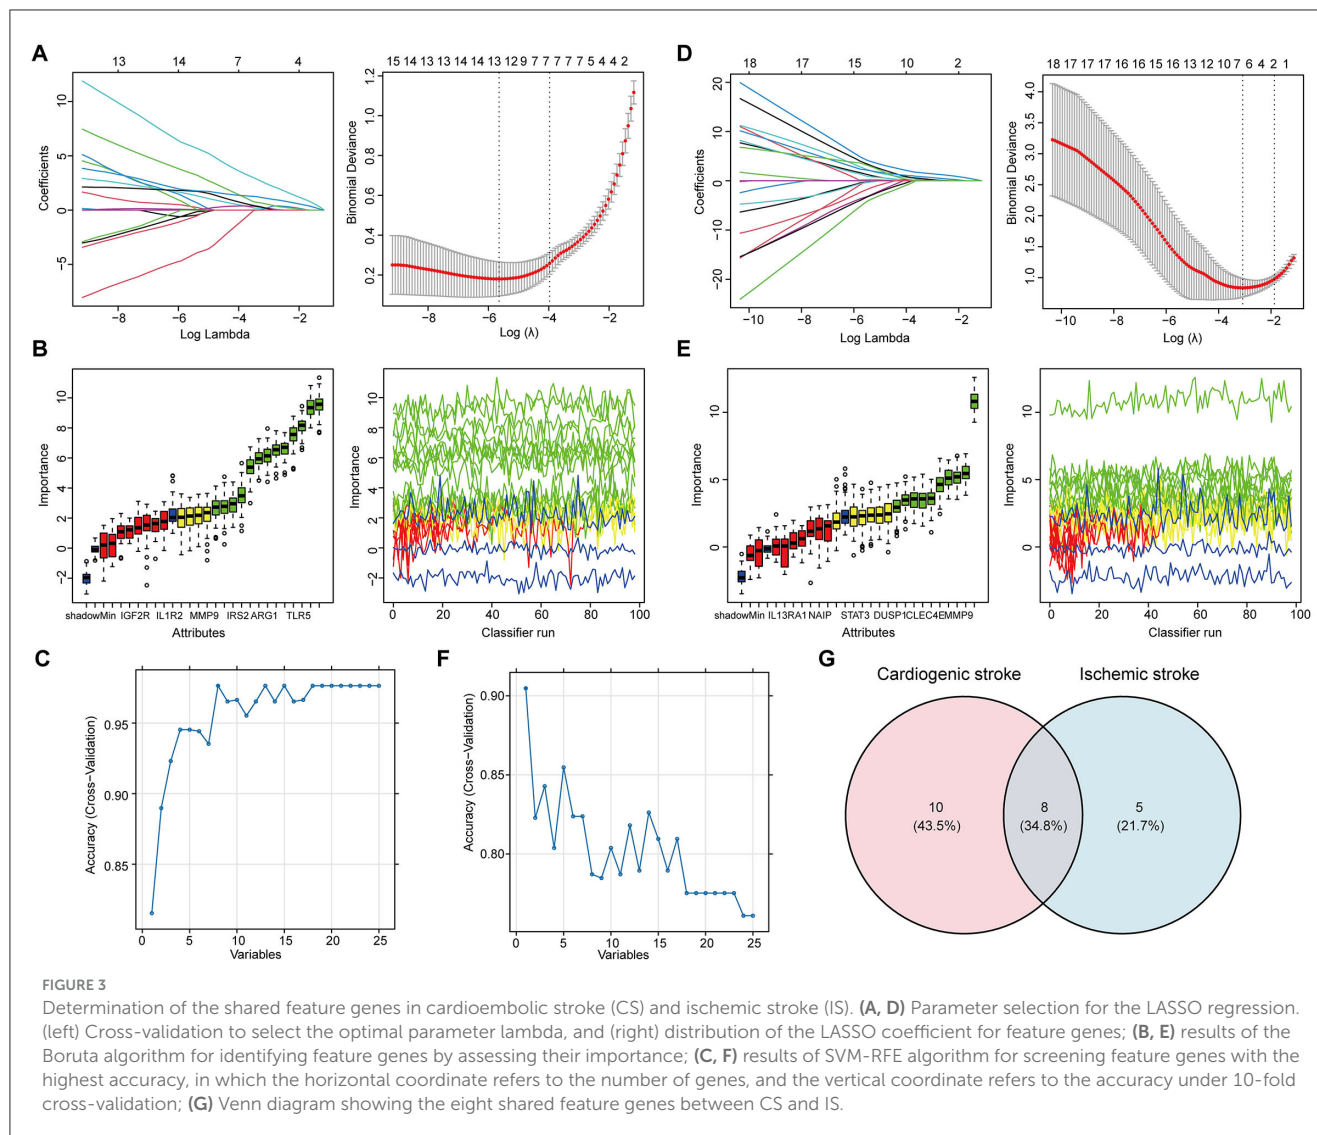 A
13 14 7 4
10
5
0
−5
Coefficients
−8 −6 −4 −2
Log Lambda
15 14 13 13 14 14 13 12 9 7 7 7 7 5 4 4 2
1.2
1.0
0.8
0.6
0.4
0.2
Binomial Deviance
−8 −6 −4 −2
Log (λ)
D
18 17 15 10 2
20
10
0
−10
−20
Coefficients
−10 −8 −6 −4 −2
Log Lambda
18 17 17 17 16 16 15 16 13 12 10 7 6 4 2 1
4.0
3.5
3.0
2.5
2.0
1.5
1.0
Binomial Deviance
−10 −8 −6 −4 −2
Log (λ)
B
10
8
6
4
2
0
−2
Importance
shadowMin IGF2R IL1R2 MMP9 IRS2 ARG1 TLR5
Attributes
10
8
6
4
2
0
−2
Importance
0 20 40 60 80 100
Classifier run
E
10
5
0
Importance
shadowMin IL13RA1 NAIP STAT3 DUSP1CLEC4EMMP9
Attributes
10
5
0
Importance
0 20 40 60 80 100
Classifier run
C
0.95
0.90
0.85
Accuracy (Cross−Validation)
0 5 10 15 20 25
Variables
F
0.90
0.85
0.80
Accuracy (Cross−Validation)
0 5 10 15 20 25
Variables
G
Cardiogenic stroke Ischemic stroke
10 8 5
(43.5%) (34.8%) (21.7%)
FIGURE 3
Determination of the shared feature genes in cardioembolic stroke (CS) and ischemic stroke (IS). (A, D) Parameter selection for the LASSO regression.
(left) Cross-validation to select the optimal parameter lambda, and (right) distribution of the LASSO coefficient for feature genes; (B, E) results of the
Boruta algorithm for identifying feature genes by assessing their importance; (C, F) results of SVM-RFE algorithm for screening feature genes with the
highest accuracy, in which the horizontal coordinate refers to the number of genes, and the vertical coordinate refers to the accuracy under 10-fold
cross-validation; (G) Venn diagram showing the eight shared feature genes between CS and IS.